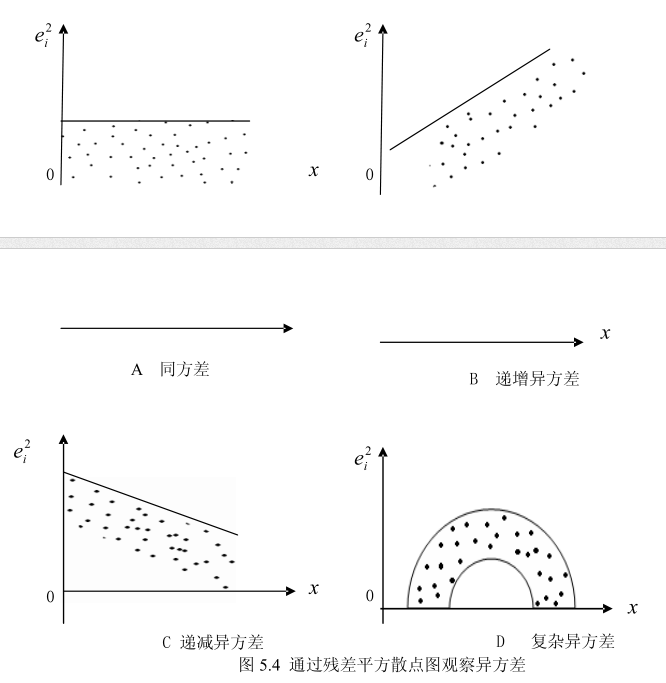 e_i^2
e_i^2
0
x
0
x
A 同方差
B 递增异方差
e_i^2
e_i^2
0
x
0
x
C 递减异方差
D 复杂异方差
图 5.4 通过残差平方散点图观察异方差